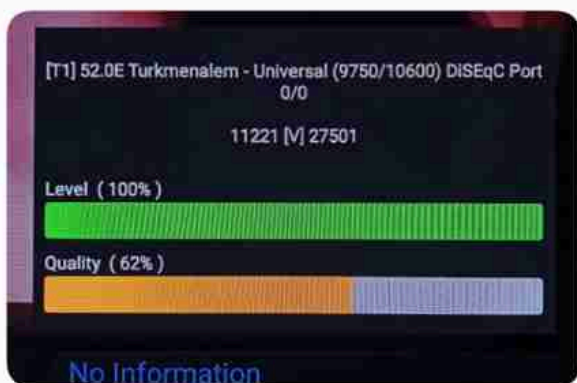 [T1] 52.0E Turkmenalem - Universal (9750/10600) DiSEqC Port
0/0
11221 [V] 27501
Level ( 100% )
Quality ( 62% )
No Information